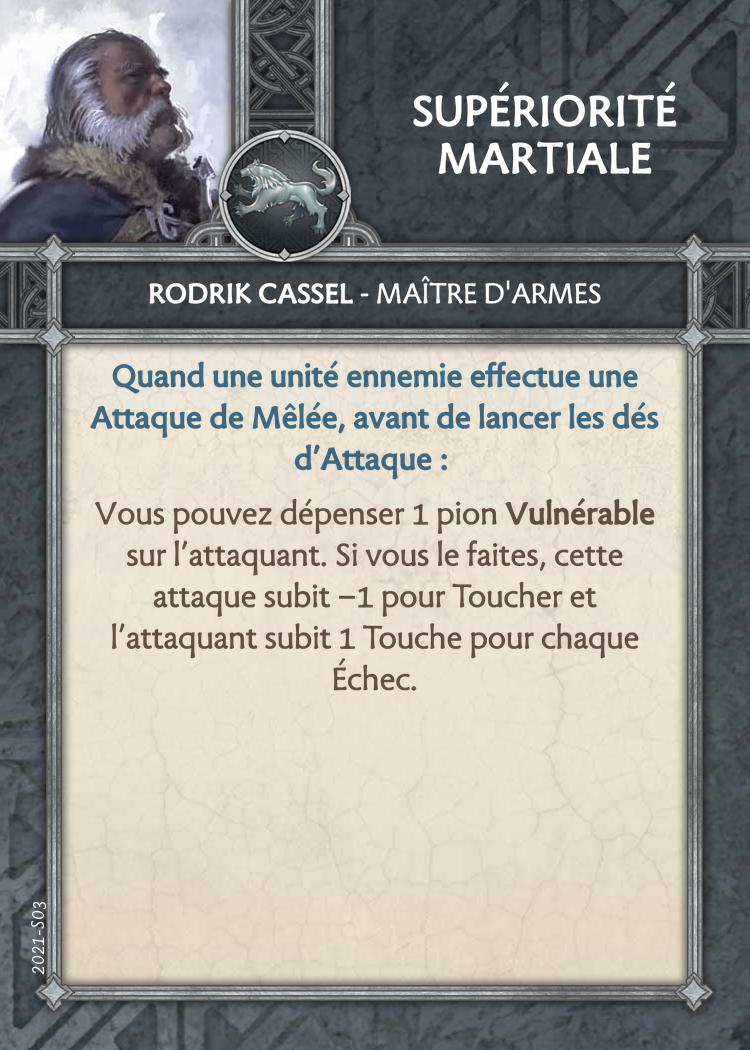 SUPÉRIORITÉ
MARTIALE
RODRIK CASSEL - MAÎTRE D'ARMES
Quand une unité ennemie effectue une
Attaque de Mêlée, avant de lancer les dés
d’Attaque :
Vous pouvez dépenser 1 pion Vulnérable
sur l’attaquant. Si vous le faites, cette
attaque subit –1 pour Toucher et
l’attaquant subit 1 Touche pour chaque
Échec.
2021-S03